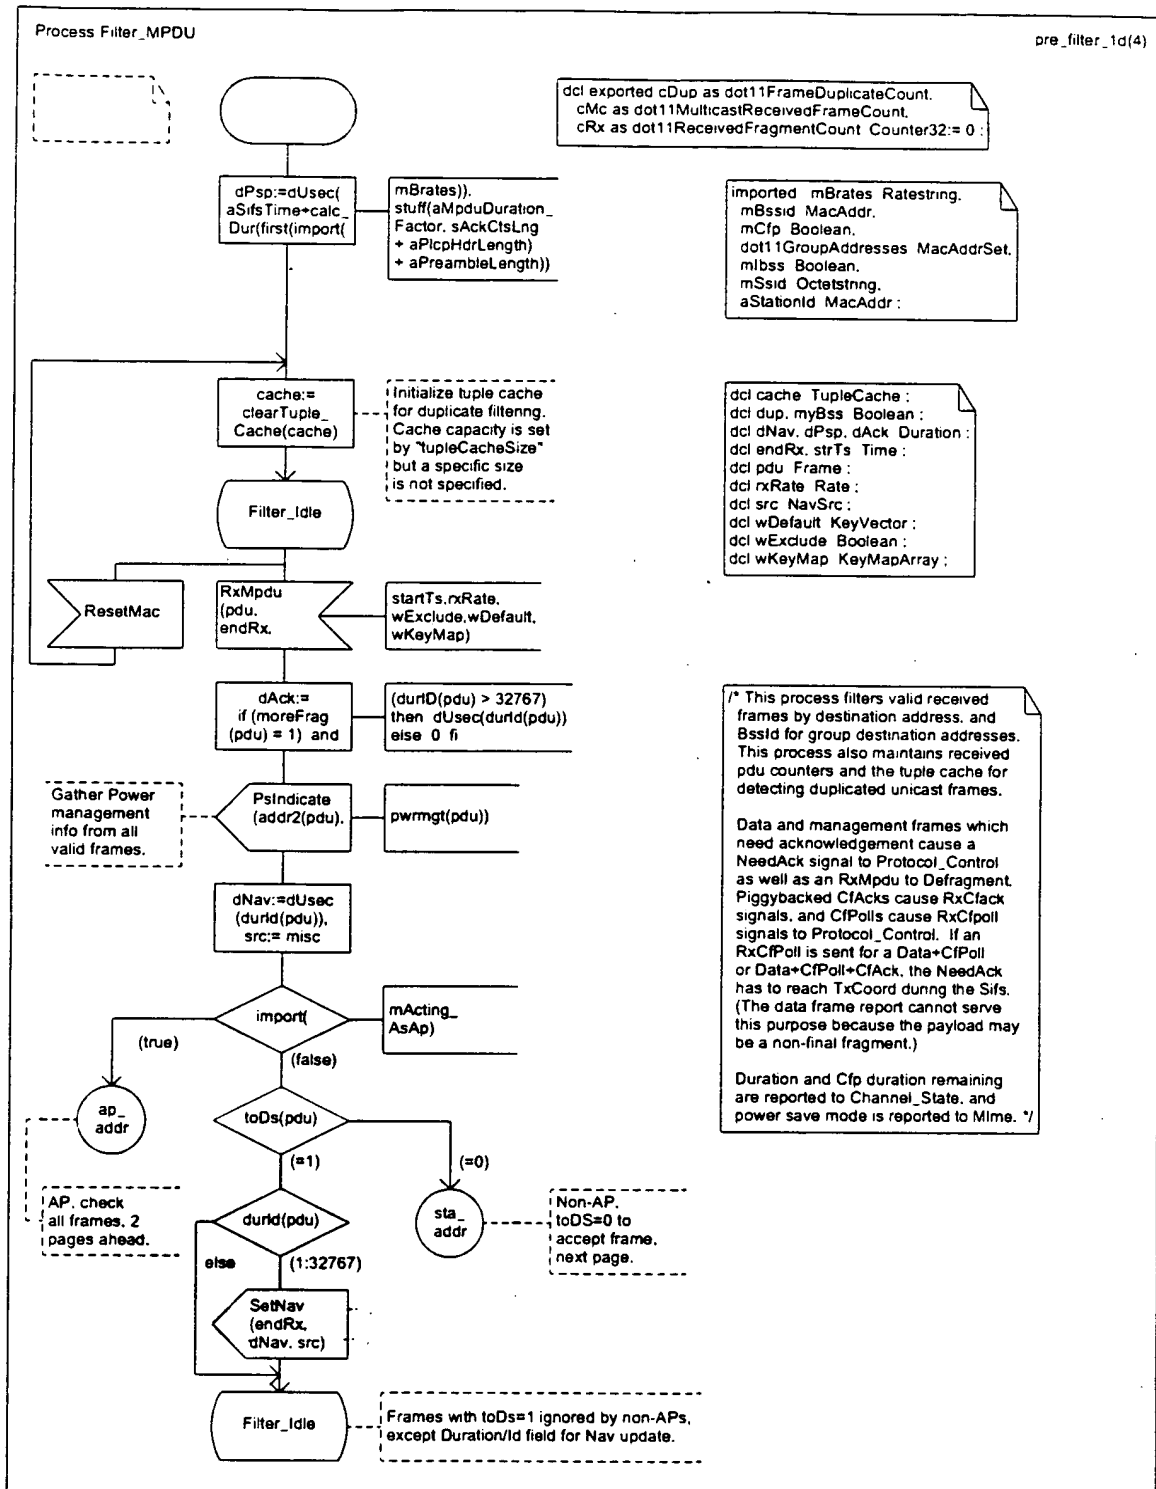 Process Filter_MPDU
pre_filter_1d(4)
dcl exported cDup as dot11FrameDuplicateCount,
cMc as dot11MulticastReceivedFrameCount,
cRx as dot11ReceivedFragmentCount Counter32:= 0 ;
dPsp:=dUsec(
aSifsTime+calc_
Dur(first(import(
mBrates)),
stuff(aMpduDuration_
Factor, sAckCtsLng
+ aPlcpHdrLength)
+ aPreambleLength))
imported mBrates Ratestring,
mBssid MacAddr,
mCfp Boolean,
dot11GroupAddresses MacAddrSet,
mIbss Boolean,
mSsid Octetstring,
aStationId MacAddr ;
cache:=
clearTuple_
Cache(cache)
Initialize tuple cache
for duplicate filtering.
Cache capacity is set
by "tupleCacheSize"
but a specific size
is not specified.
dcl cache TupleCache ;
dcl dup, myBss Boolean ;
dcl dNav, dPsp, dAck Duration ;
dcl endRx, strTs Time ;
dcl pdu Frame ;
dcl rxRate Rate ;
dcl src NavSrc ;
dcl wDefault KeyVector ;
dcl wExclude Boolean ;
dcl wKeyMap KeyMapArray ;
Filter_Idle
ResetMac
RxMpdu
(pdu,
endRx,
startTs,rxRate,
wExclude,wDefault,
wKeyMap)
dAck:=
if (moreFrag
(pdu) = 1) and
(durID(pdu) > 32767)
then dUsec(durId(pdu))
else 0 fi
Gather Power
management
info from all
valid frames.
PsIndicate
(addr2(pdu),
pwrmgt(pdu))
/* This process filters valid received
frames by destination address, and
BssId for group destination addresses.
This process also maintains received
pdu counters and the tuple cache for
detecting duplicated unicast frames.
Data and management frames which
need acknowledgement cause a
NeedAck signal to Protocol_Control
as well as an RxMpdu to Defragment.
Piggybacked CfAcks cause RxCfack
signals, and CfPolls cause RxCfpoll
signals to Protocol_Control. If an
RxCfPoll is sent for a Data+CfPoll
or Data+CfPoll+CfAck, the NeedAck
has to reach TxCoord during the Sifs.
(The data frame report cannot serve
this purpose because the payload may
be a non-final fragment.)
Duration and Cfp duration remaining
are reported to Channel_State, and
power save mode is reported to Mlme. */
dNav:=dUsec
(durId(pdu)),
src:= misc
import(
mActing_
AsAp)
(true)
(false)
ap_
addr
toDs(pdu)
(=1)
(=0)
AP, check
all frames, 2
pages ahead.
durId(pdu)
sta_
addr
Non-AP,
toDS=0 to
accept frame,
next page.
else
(1:32767)
SetNav
(endRx,
dNav, src)
Filter_Idle
Frames with toDs=1 ignored by non-APs,
except Duration/Id field for Nav update.